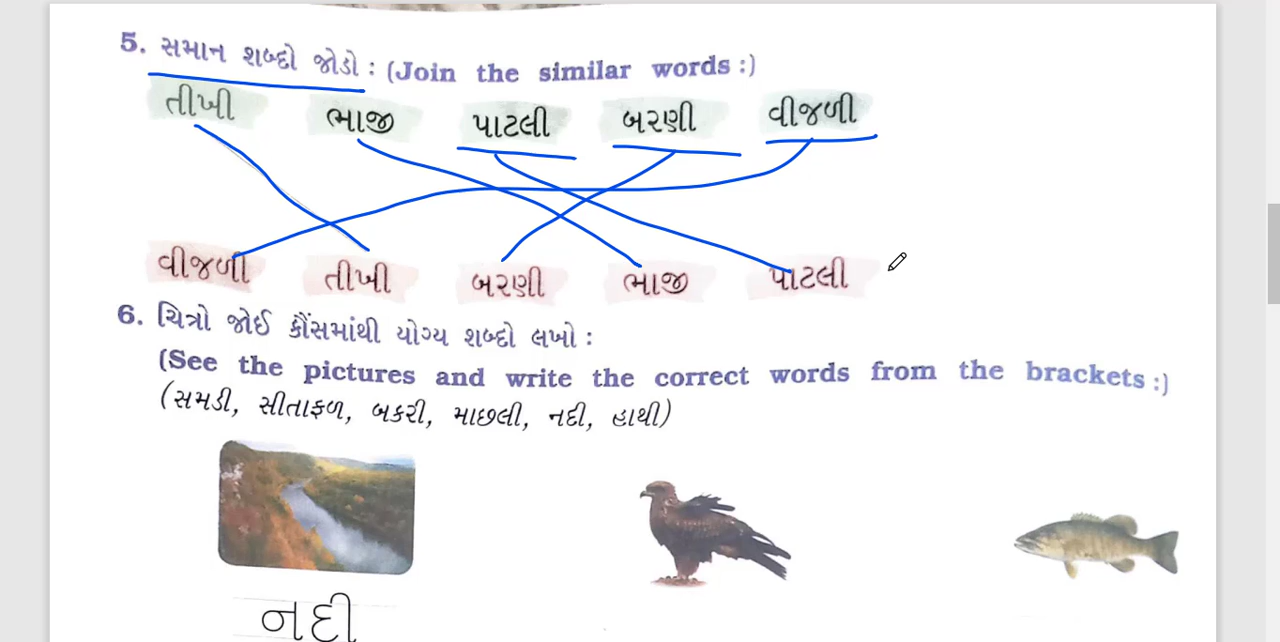 5. સમાન શબ્દો જોડો : (Join the similar words :)
તીખી ભાજી પાટલી બરણી વીજળી
વીજળી તીખી બરણી ભાજી પાટલી
6. ચિત્રો જોઈ કૌંસમાંથી યોગ્ય શબ્દો લખો :
(See the pictures and write the correct words from the brackets :)
(સમડી, સીતાફળ, બકરી, માછલી, નદી, હાથી)
નદી